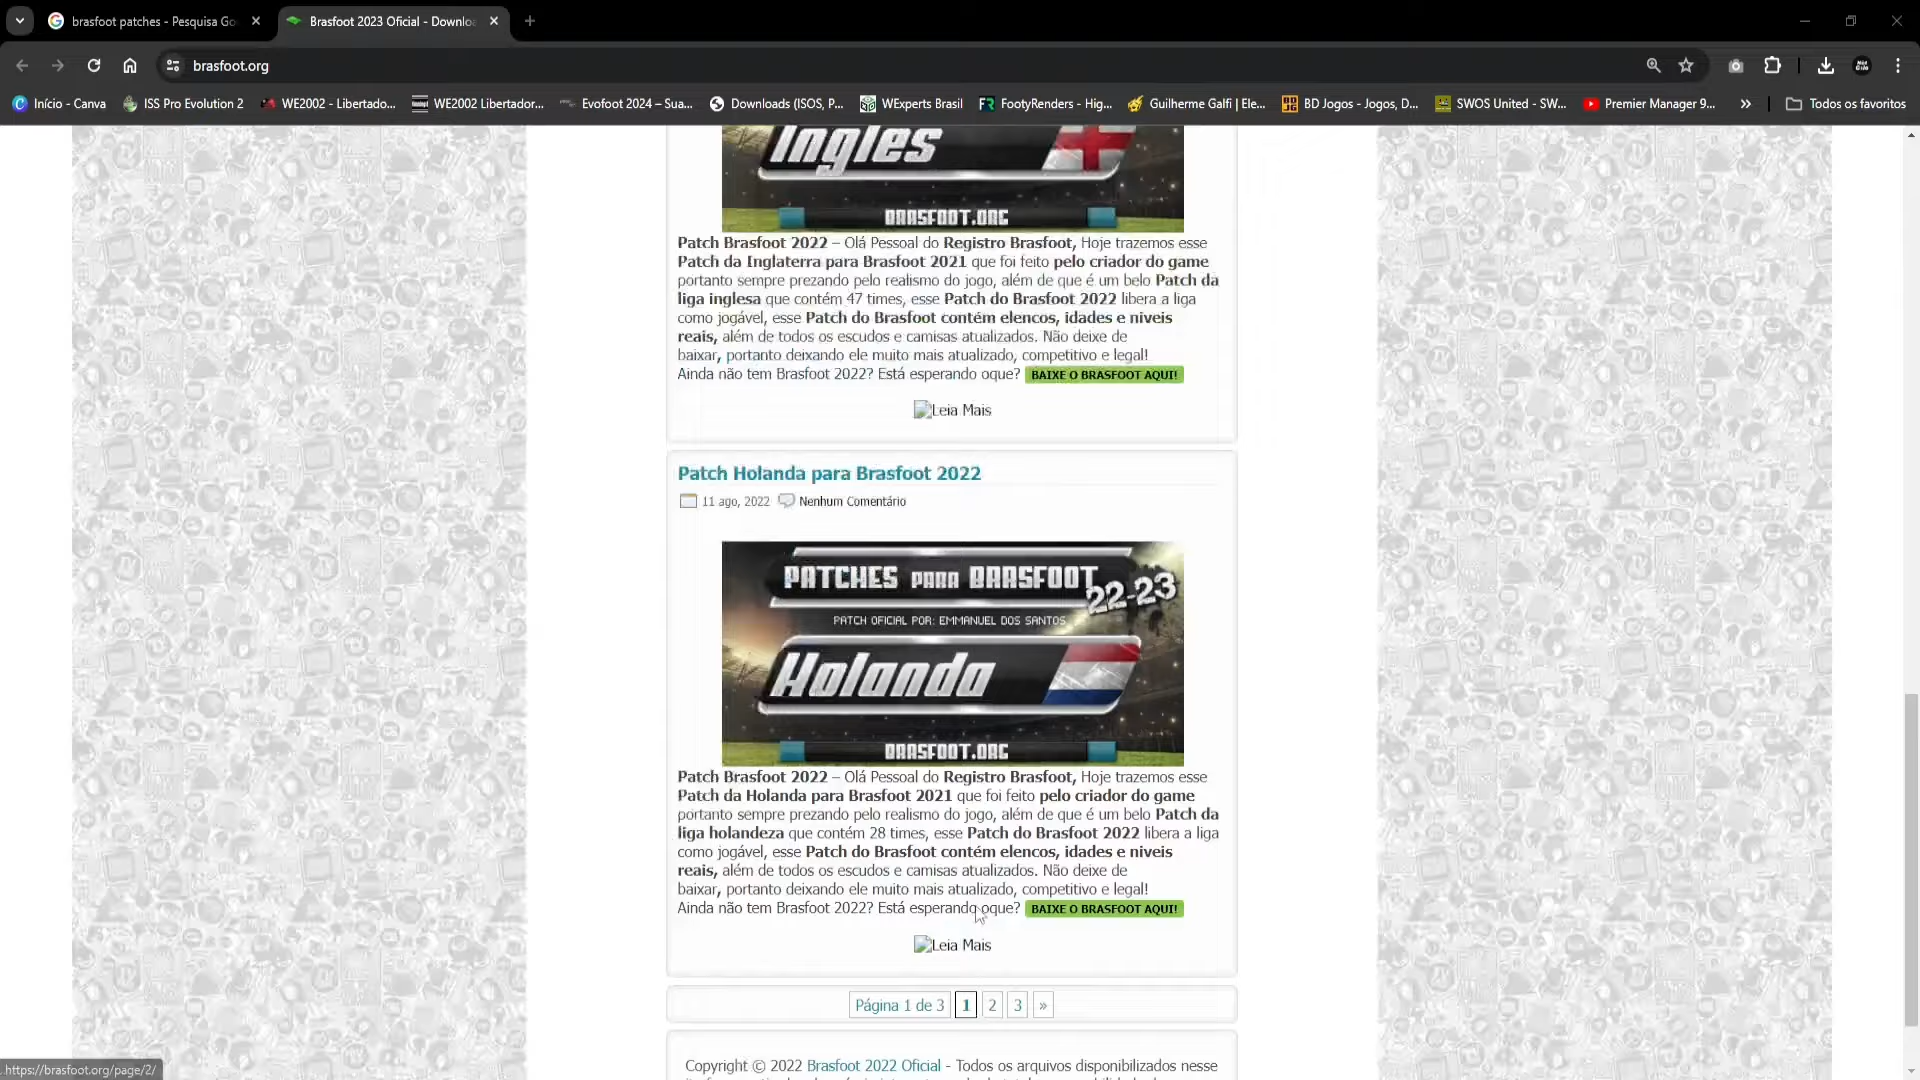 brasfoot patches - Pesquisa Go
Brasfoot 2023 Oficial - Downlo
brasfoot.org
Início - Canva
ISS Pro Evolution 2
WE2002 - Libertado...
WE2002 Libertador...
Evofoot 2024 – Sua...
Downloads (ISOS, P...
WExperts Brasil
FootyRenders - Hig...
Guilherme Galfi | Ele...
BD Jogos - Jogos, D...
SWOS United - SW...
Premier Manager 9...
»
Todos os favoritos
Ingles
BRASFOOT.ORG
Patch Brasfoot 2022 – Olá Pessoal do Registro Brasfoot, Hoje trazemos esse
Patch da Inglaterra para Brasfoot 2021 que foi feito pelo criador do game
portanto sempre prezando pelo realismo do jogo, além de que é um belo Patch da
liga inglesa que contém 47 times, esse Patch do Brasfoot 2022 libera a liga
como jogável, esse Patch do Brasfoot contém elencos, idades e níveis
reais, além de todos os escudos e camisas atualizados. Não deixe de
baixar, portanto deixando ele muito mais atualizado, competitivo e legal!
Ainda não tem Brasfoot 2022? Está esperando oque? BAIXE O BRASFOOT AQUI!
Leia Mais
Patch Holanda para Brasfoot 2022
11 ago, 2022 Nenhum Comentário
PATCHES PARA BRASFOOT
22-23
PATCH OFICIAL POR: EMMANUEL DOS SANTOS
Holanda
BRASFOOT.ORG
Patch Brasfoot 2022 – Olá Pessoal do Registro Brasfoot, Hoje trazemos esse
Patch da Holanda para Brasfoot 2021 que foi feito pelo criador do game
portanto sempre prezando pelo realismo do jogo, além de que é um belo Patch da
liga holandeza que contém 28 times, esse Patch do Brasfoot 2022 libera a liga
como jogável, esse Patch do Brasfoot contém elencos, idades e níveis
reais, além de todos os escudos e camisas atualizados. Não deixe de
baixar, portanto deixando ele muito mais atualizado, competitivo e legal!
Ainda não tem Brasfoot 2022? Está esperando oque? BAIXE O BRASFOOT AQUI!
Leia Mais
Página 1 de 3 1 2 3 »
Copyright © 2022 Brasfoot 2022 Oficial - Todos os arquivos disponibilizados nesse
https://brasfoot.org/page/2/